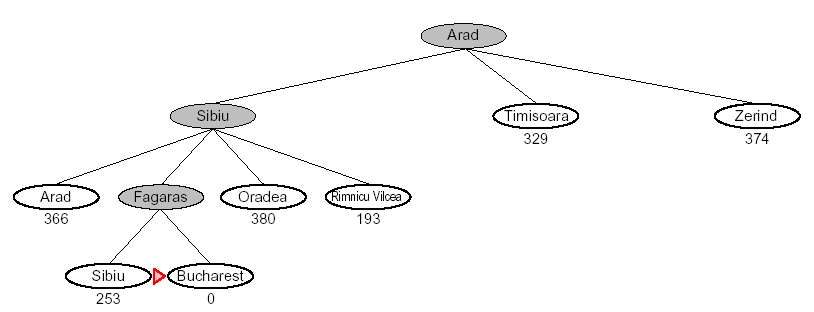 Arad
Sibiu
Timisoara
Zerind
329
374
Arad
Fagaras
Oradea
Rimnicu Vilcea
366
380
193
Sibiu
Bucharest
253
0